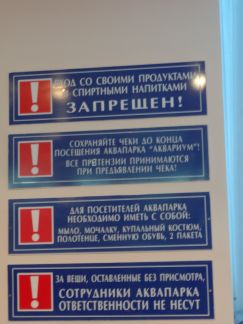 ВХОД СО СВОИМИ ПРОДУКТАМИ
И СПИРТНЫМИ НАПИТКАМИ
ЗАПРЕЩЕН!
СОХРАНЯЙТЕ ЧЕКИ ДО КОНЦА
ПОСЕЩЕНИЯ АКВАПАРКА "АКВАРИУМ"!
ВСЕ ПРЕТЕНЗИИ ПРИНИМАЮТСЯ
ПРИ ПРЕДЪЯВЛЕНИИ ЧЕКА!
ДЛЯ ПОСЕТИТЕЛЕЙ АКВАПАРКА
НЕОБХОДИМО ИМЕТЬ С СОБОЙ:
МЫЛО, МОЧАЛКУ, КУПАЛЬНЫЙ КОСТЮМ,
ПОЛОТЕНЦЕ, СМЕННУЮ ОБУВЬ, 2 ПАКЕТА
ЗА ВЕЩИ, ОСТАВЛЕННЫЕ БЕЗ ПРИСМОТРА,
СОТРУДНИКИ АКВАПАРКА
ОТВЕТСТВЕННОСТИ НЕ НЕСУТ